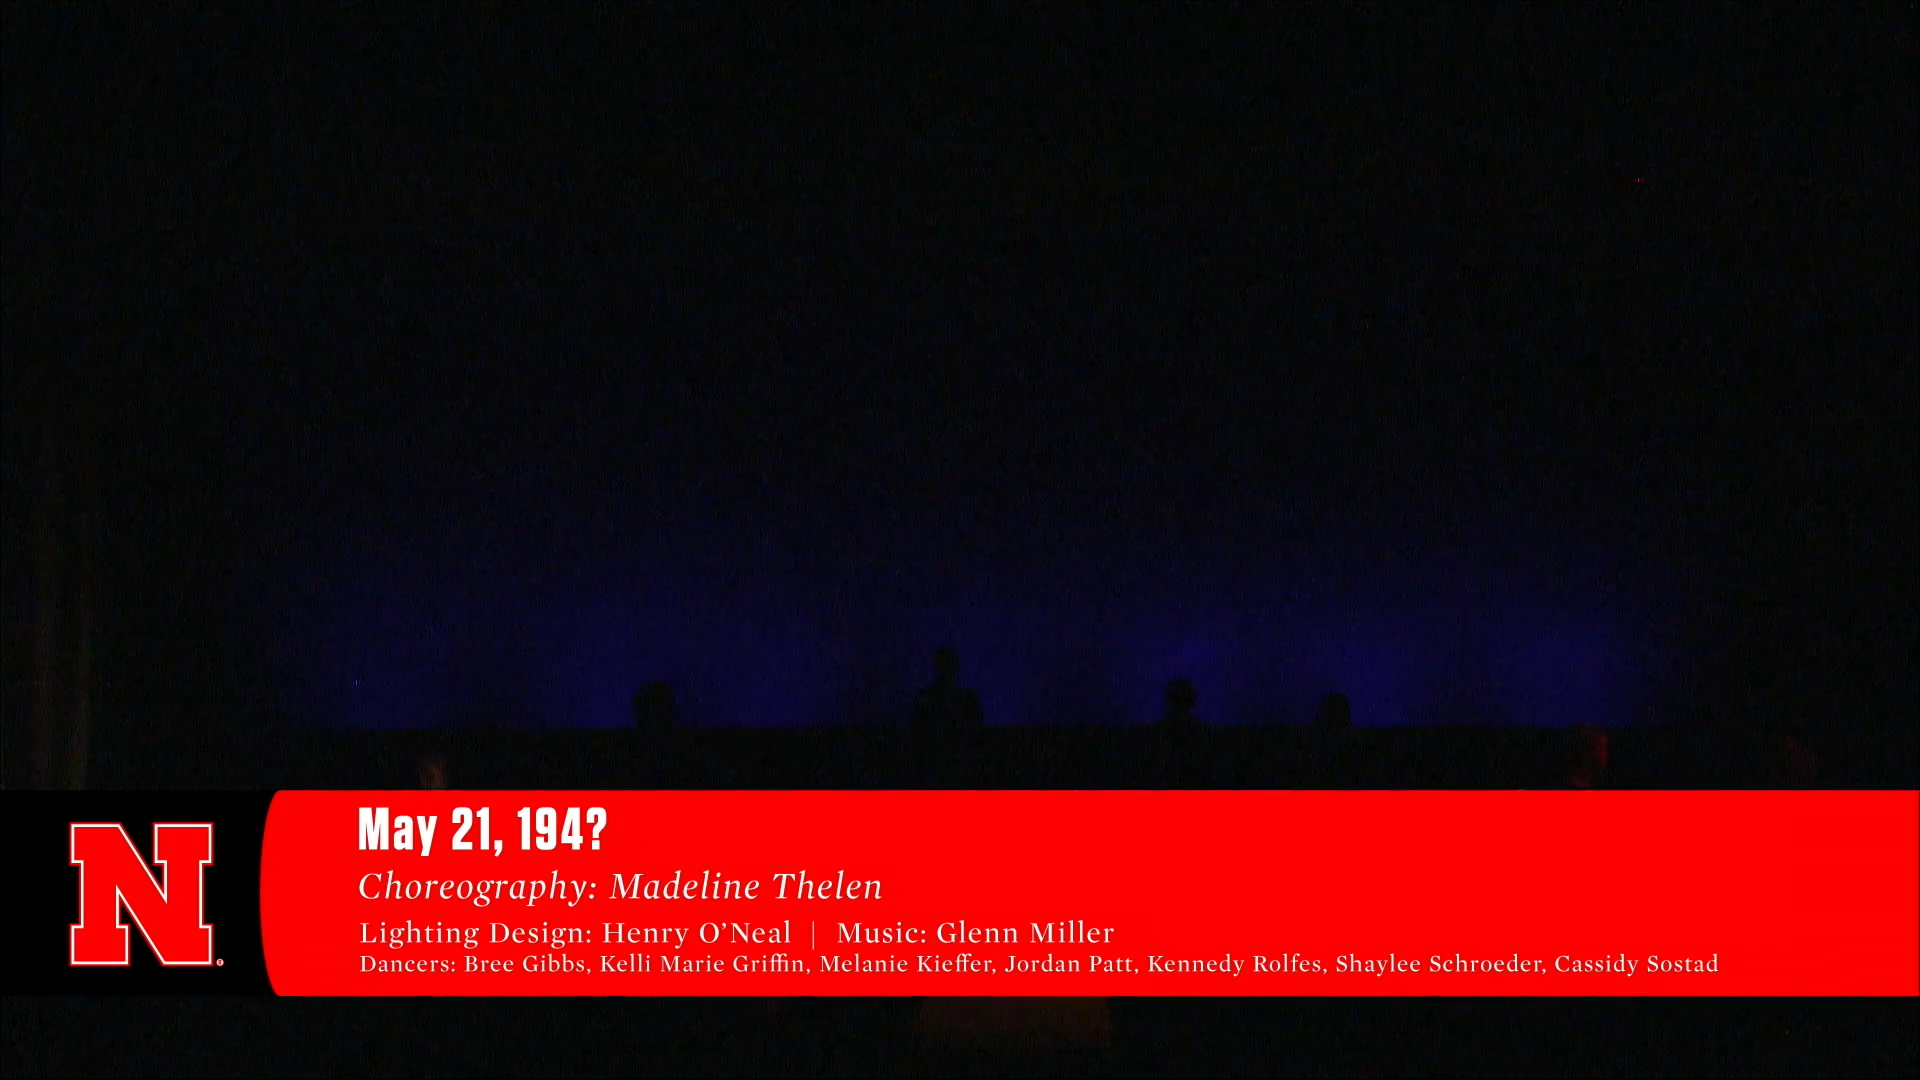 May 21, 194?
Choreography: Madeline Thelen
N
Lighting Design: Henry O’Neal | Music: Glenn Miller
Dancers: Bree Gibbs, Kelli Marie Griffin, Melanie Kieffer, Jordan Patt, Kennedy Rolfes, Shaylee Schroeder, Cassidy Sostad